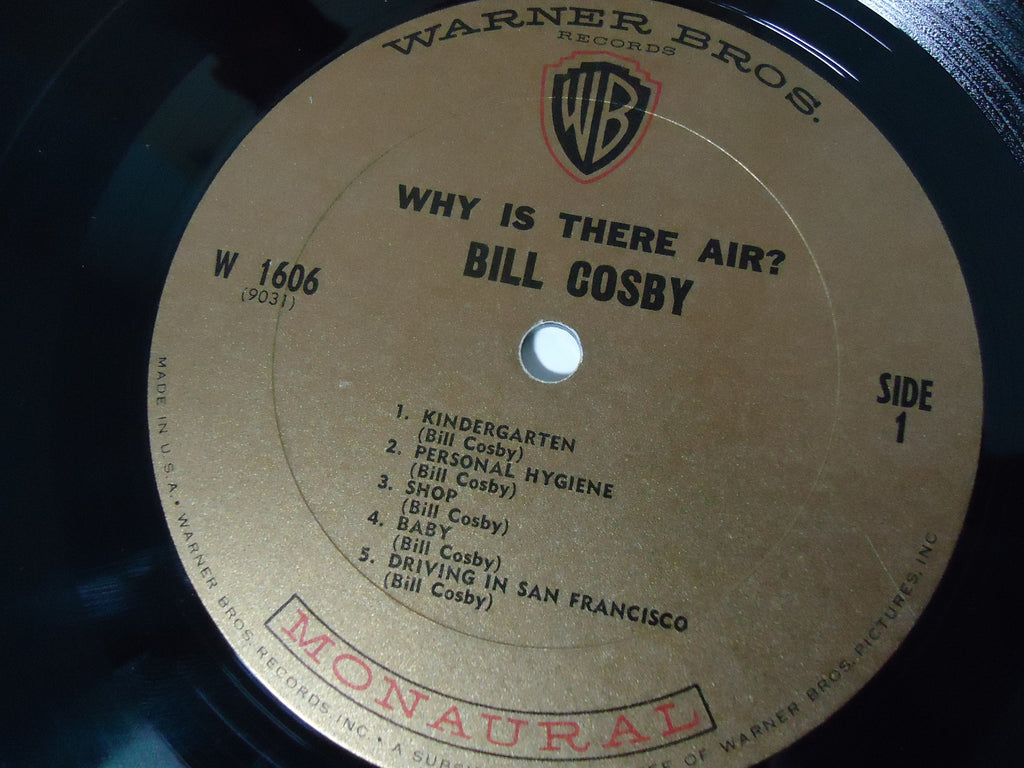 WARNER BROS.
RECORDS
WB
WHY IS THERE AIR?
BILL COSBY
W 1606
(9031)
SIDE
1
1. KINDERGARTEN
(Bill Cosby)
2. PERSONAL HYGIENE
(Bill Cosby)
3. SHOP
(Bill Cosby)
4. BABY
(Bill Cosby)
5. DRIVING IN SAN FRANCISCO
(Bill Cosby)
MONAURAL
MADE IN U.S.A. • WARNER BROS. RECORDS, INC • A OF WARNER BROS. PICTURES, INC